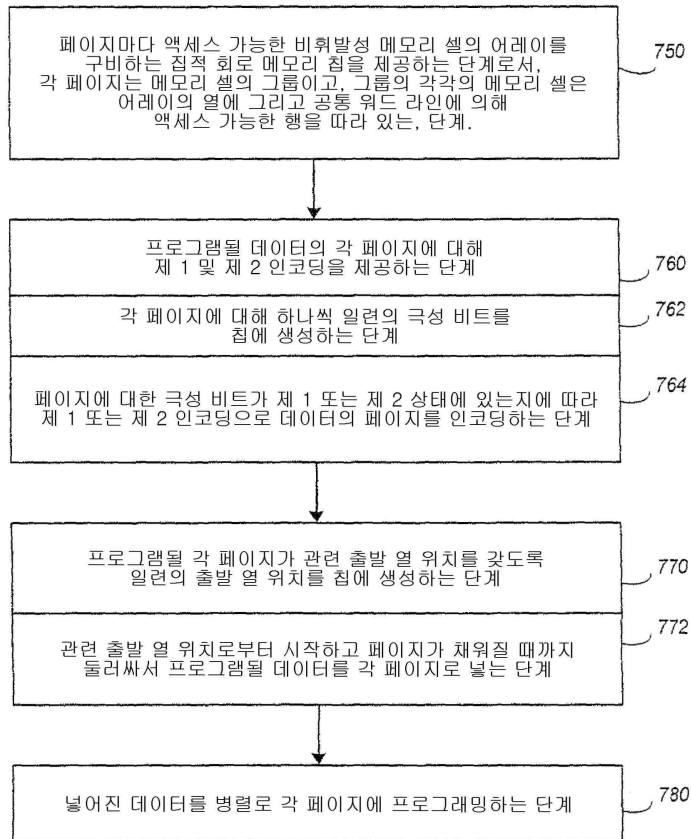 페이지마다 액세스 가능한 비휘발성 메모리 셀의 어레이를
구비하는 집적 회로 메모리 칩을 제공하는 단계로서,
각 페이지는 메모리 셀의 그룹이고, 그룹의 각각의 메모리 셀은
어레이의 열에 그리고 공통 워드 라인에 의해
액세스 가능한 행을 따라 있는, 단계.
750
프로그램될 데이터의 각 페이지에 대해
제 1 및 제 2 인코딩을 제공하는 단계
760
각 페이지에 대해 하나씩 일련의 극성 비트를
칩에 생성하는 단계
762
페이지에 대한 극성 비트가 제 1 또는 제 2 상태에 있는지에 따라
제 1 또는 제 2 인코딩으로 데이터의 페이지를 인코딩하는 단계
764
프로그램될 각 페이지가 관련 출발 열 위치를 갖도록
일련의 출발 열 위치를 칩에 생성하는 단계
770
관련 출발 열 위치로부터 시작하고 페이지가 채워질 때까지
둘러싸서 프로그램될 데이터를 각 페이지로 넣는 단계
772
넣어진 데이터를 병렬로 각 페이지에 프로그래밍하는 단계
780